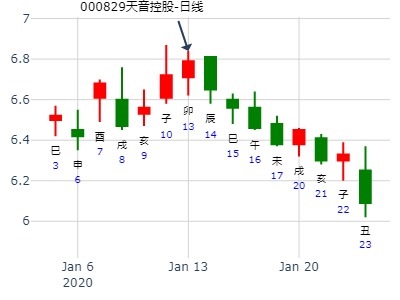 000829天音控股-日线
7
6.8
6.6
6.4
6.2
6
巳
3
申
6
酉
7
戌
8
亥
9
子
10
卯
13
辰
14
巳
15
午
16
未
17
戌
20
亥
21
子
22
丑
23
Jan 6
2020
Jan 13
Jan 20